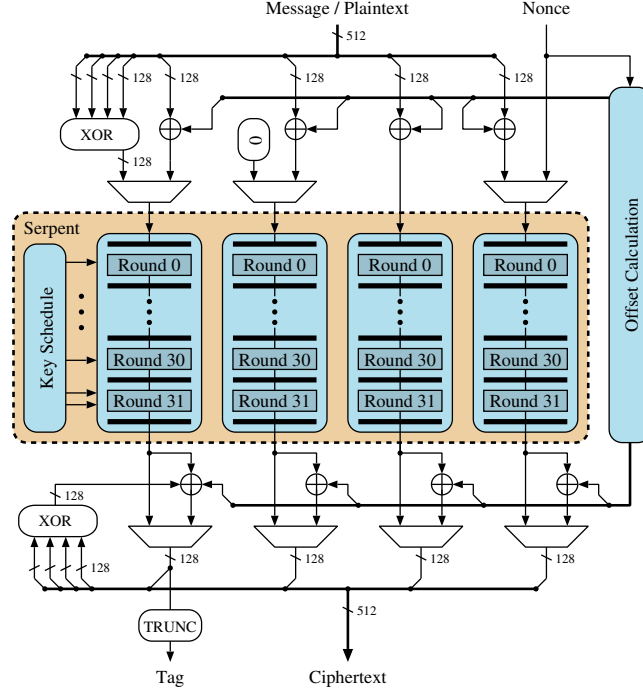 Message / Plaintext
Nonce
512
128
128
128
128
128
XOR
0
128
Offset Calculation
Serpent
Key Schedule
Round 0
Round 0
Round 0
Round 0
Round 30
Round 30
Round 30
Round 30
Round 31
Round 31
Round 31
Round 31
128
XOR
128
128
128
128
128
512
TRUNC
Tag
Ciphertext